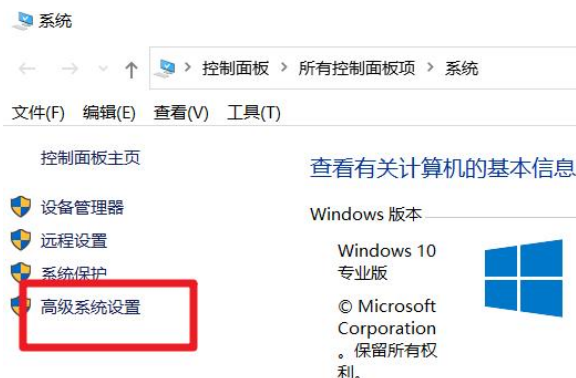 系统
控制面板 > 所有控制面板项 > 系统
文件(F) 编辑(E) 查看(V) 工具(T)
控制面板主页
查看有关计算机的基本信息
设备管理器
Windows 版本
远程设置
Windows 10
专业版
系统保护
高级系统设置
© Microsoft
Corporation
。保留所有权
利。